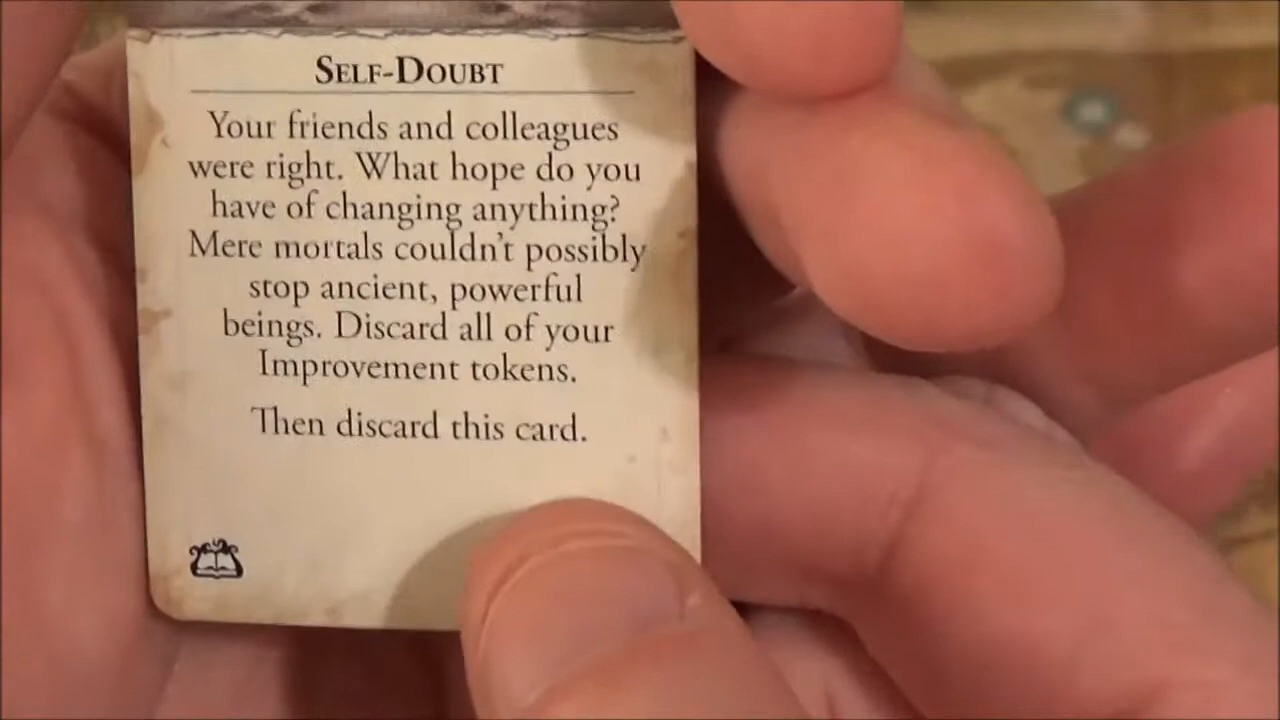 SELF-DOUBT
Your friends and colleagues
were right. What hope do you
have of changing anything?
Mere mortals couldn't possibly
stop ancient, powerful
beings. Discard all of your
Improvement tokens.
Then discard this card.